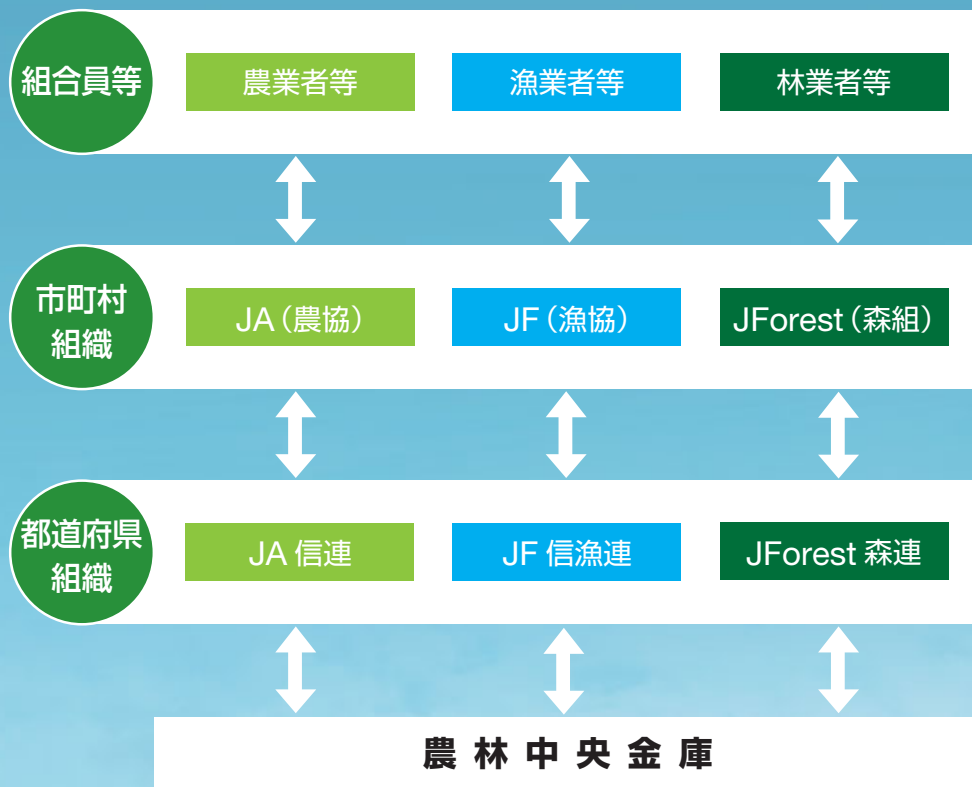 組合員等
農業者等
漁業者等
林業者等
市町村
組織
JA（農協）
JF（漁協）
JForest（森組）
都道府県
組織
JA 信連
JF 信漁連
JForest 森連
農林中央金庫